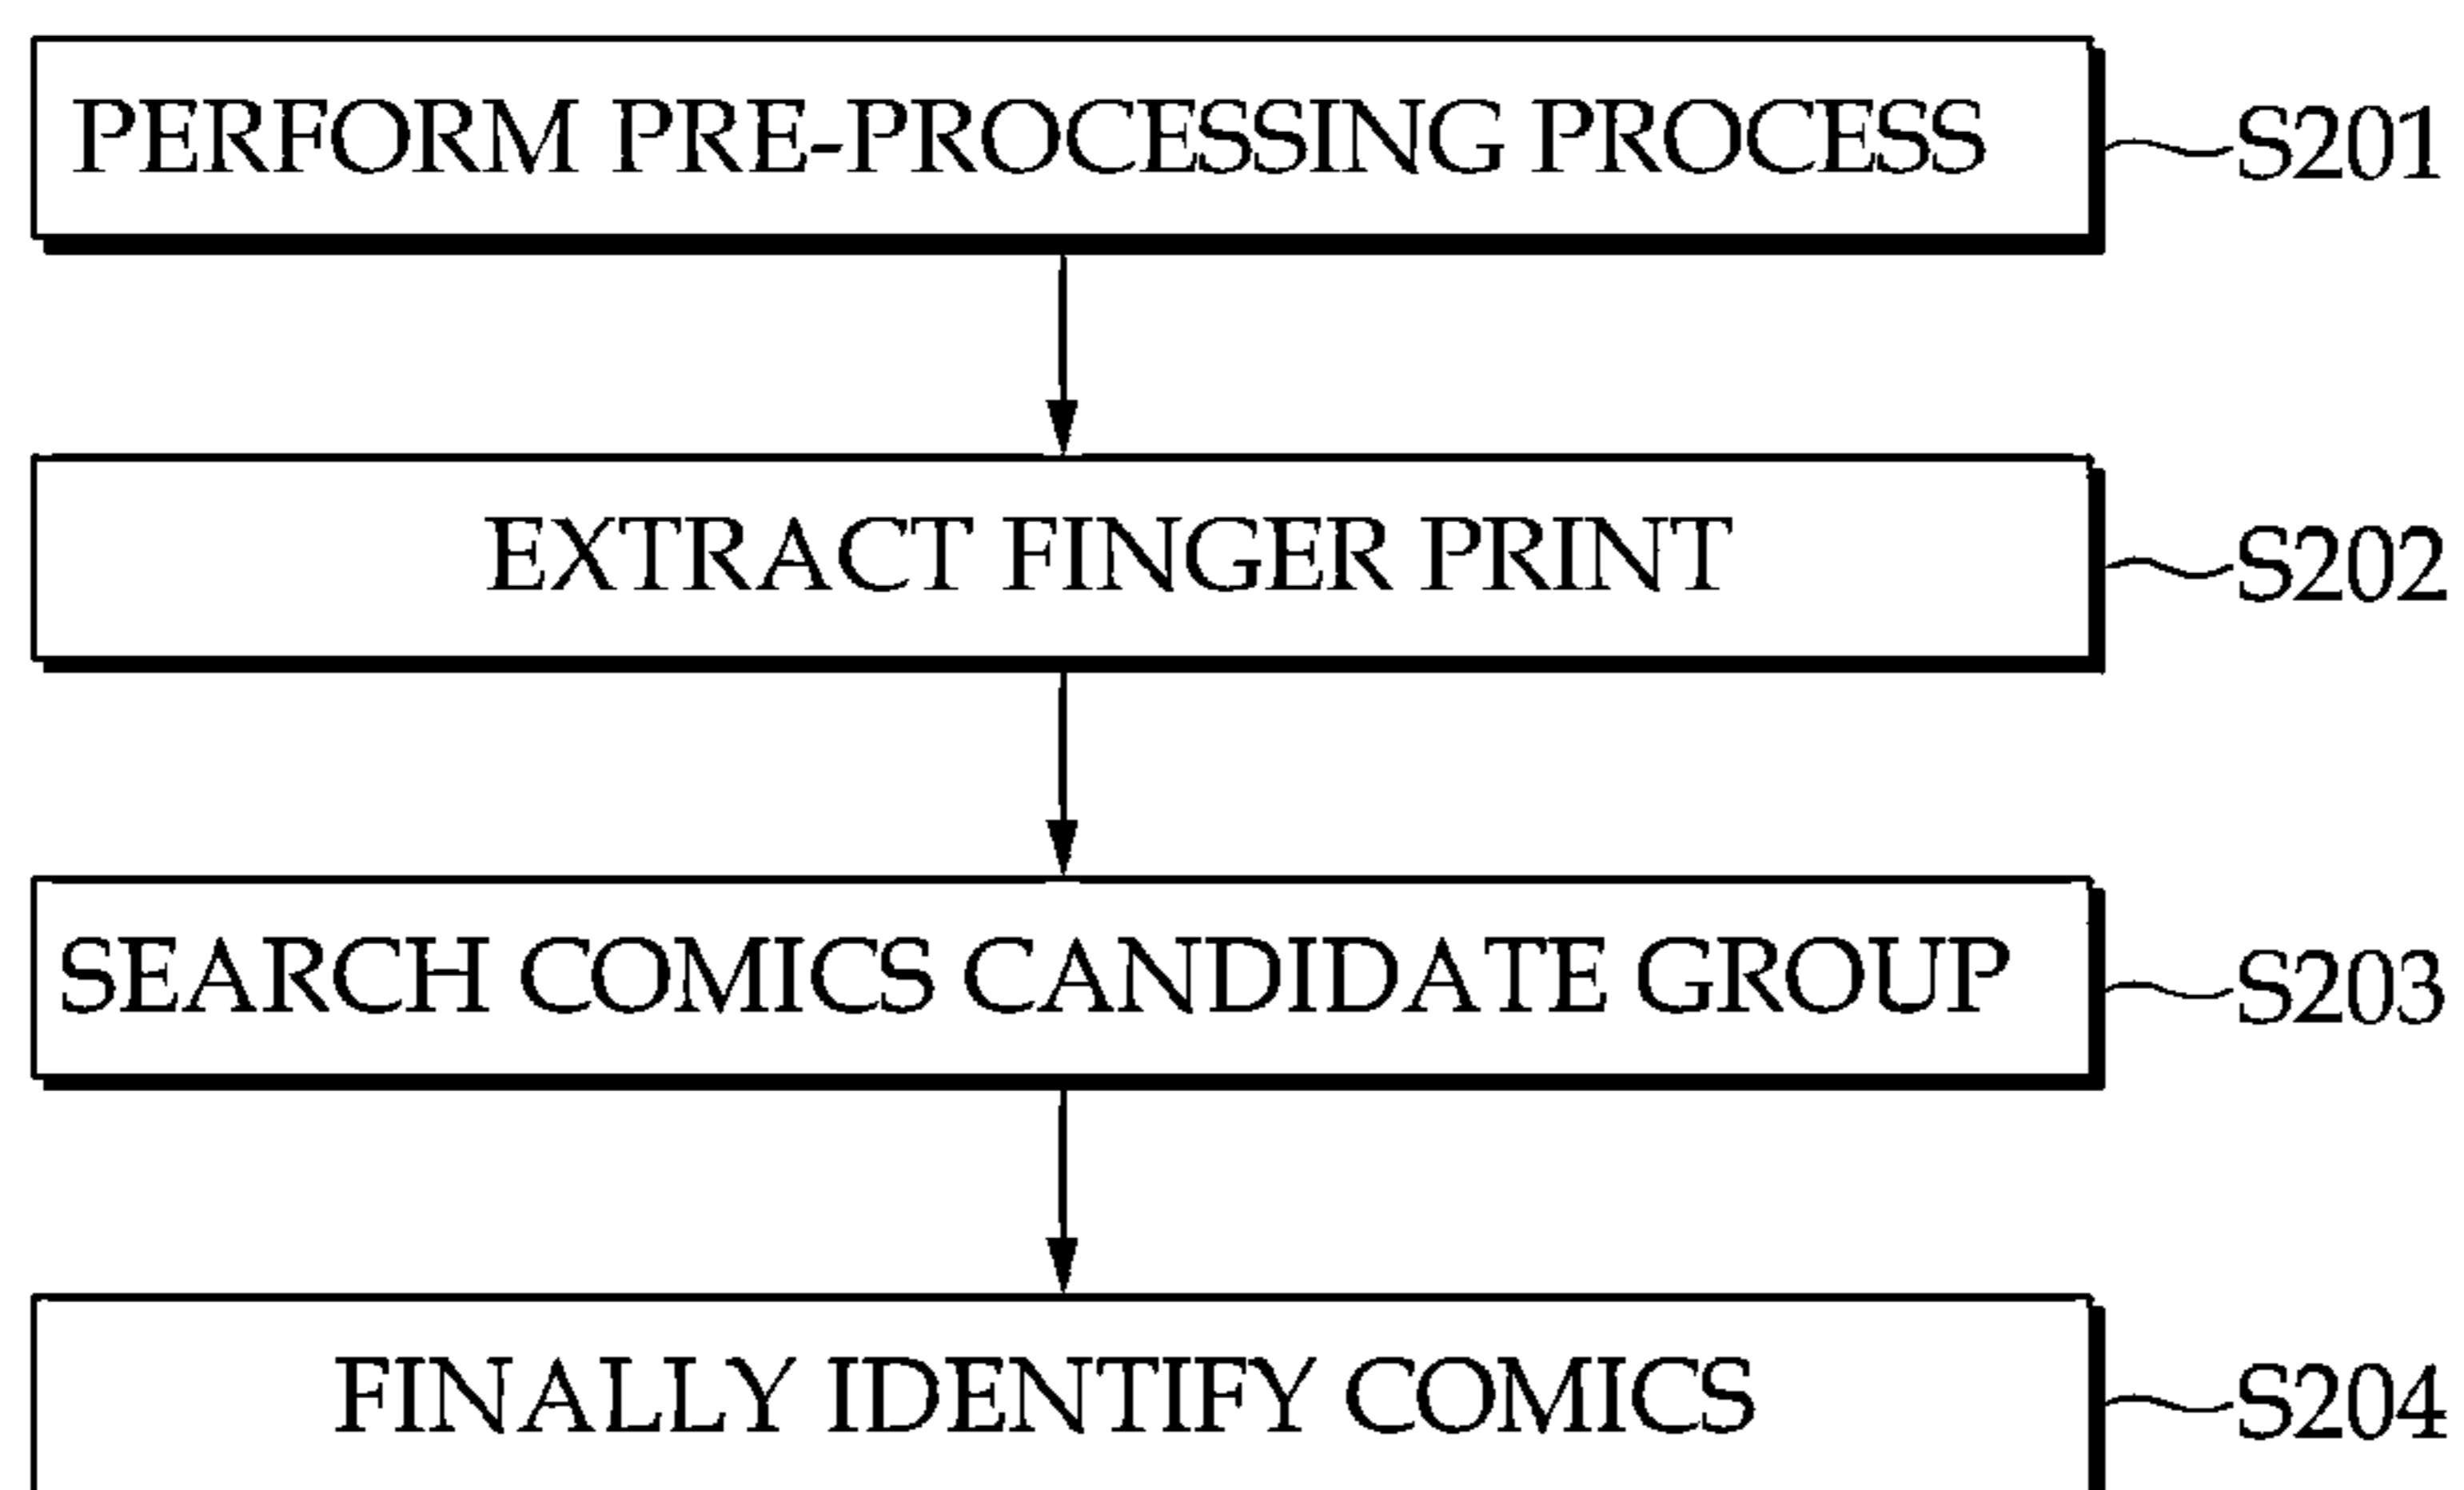 PERFORM PRE-PROCESSING PROCESS S201
EXTRACT FINGER PRINT S202
SEARCH COMICS CANDIDATE GROUP S203
FINALLY IDENTIFY COMICS S204